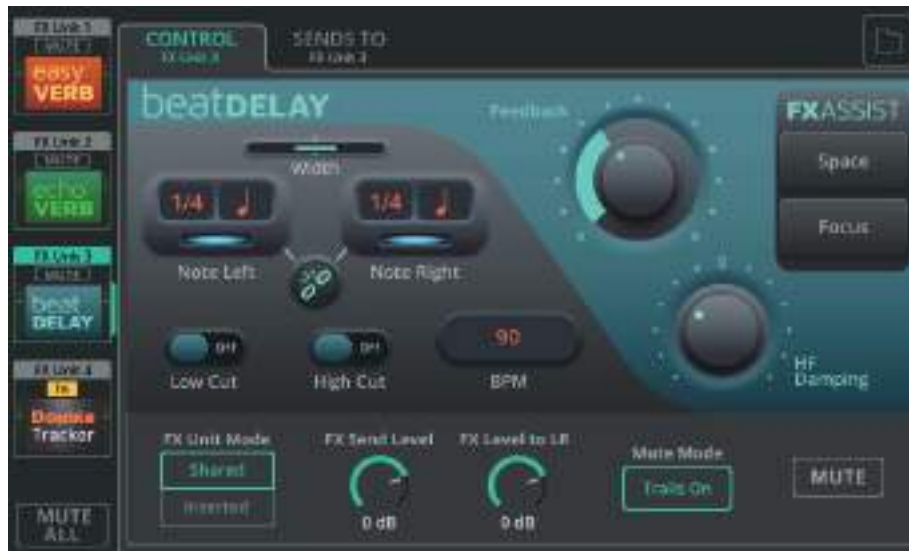 FX Unit 1
MUTE
easy
VERB
FX Unit 2
MUTE
echo
VERB
FX Unit 3
MUTE
beat
DELAY
FX Unit 4
Double
Tracker
MUTE
ALL
CONTROL
FX Unit 3
SENDS TO
FX Unit 3
beatDELAY
Width
1/4
1/4
Note Left
Note Right
Off
Low Cut
Off
High Cut
90
BPM
Feedback
HF
Damping
FXASSIST
Space
Focus
FX Unit Mode
Shared
Inserted
FX Send Level
0 dB
FX Level to LR
0 dB
Mute Mode
Trails On
MUTE